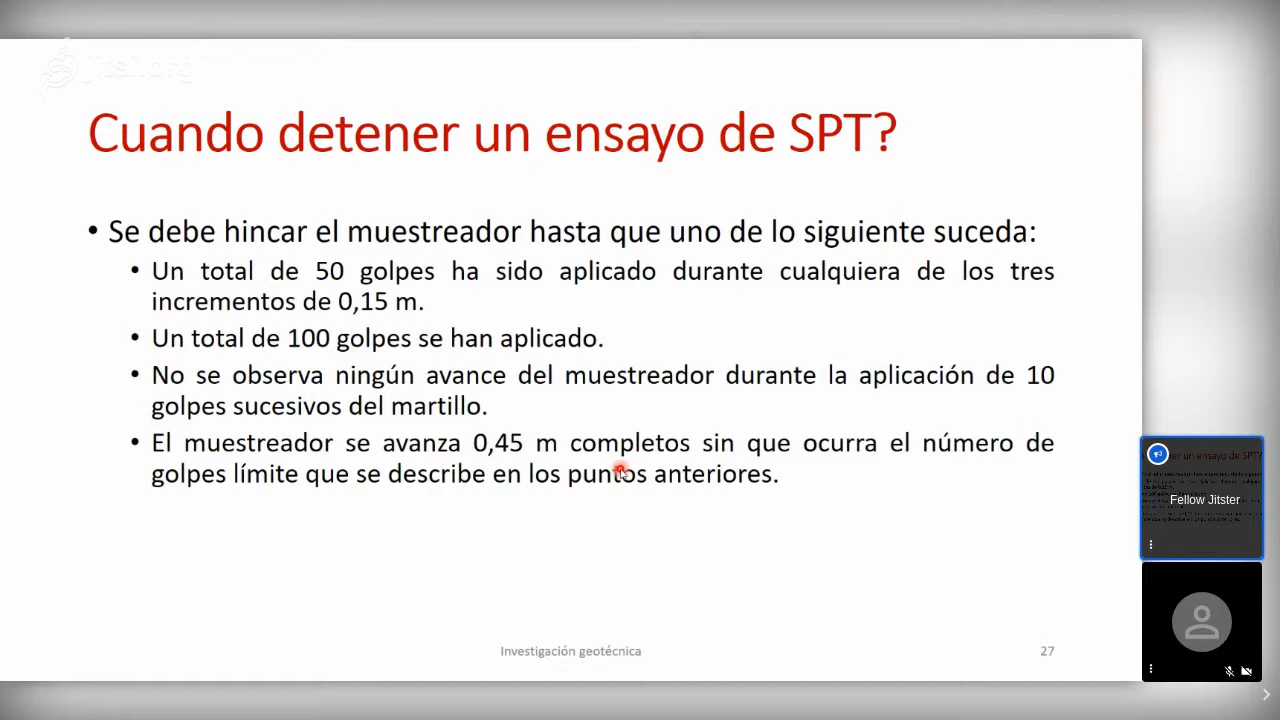 jitsi.org
Cuando detener un ensayo de SPT?
• Se debe hincar el muestreador hasta que uno de lo siguiente suceda:
• Un total de 50 golpes ha sido aplicado durante cualquiera de los tres
incrementos de 0,15 m.
• Un total de 100 golpes se han aplicado.
• No se observa ningún avance del muestreador durante la aplicación de 10
golpes sucesivos del martillo.
• El muestreador se avanza 0,45 m completos sin que ocurra el número de
golpes límite que se describe en los puntos anteriores.
Investigación geotécnica
27
Fellow Jitster